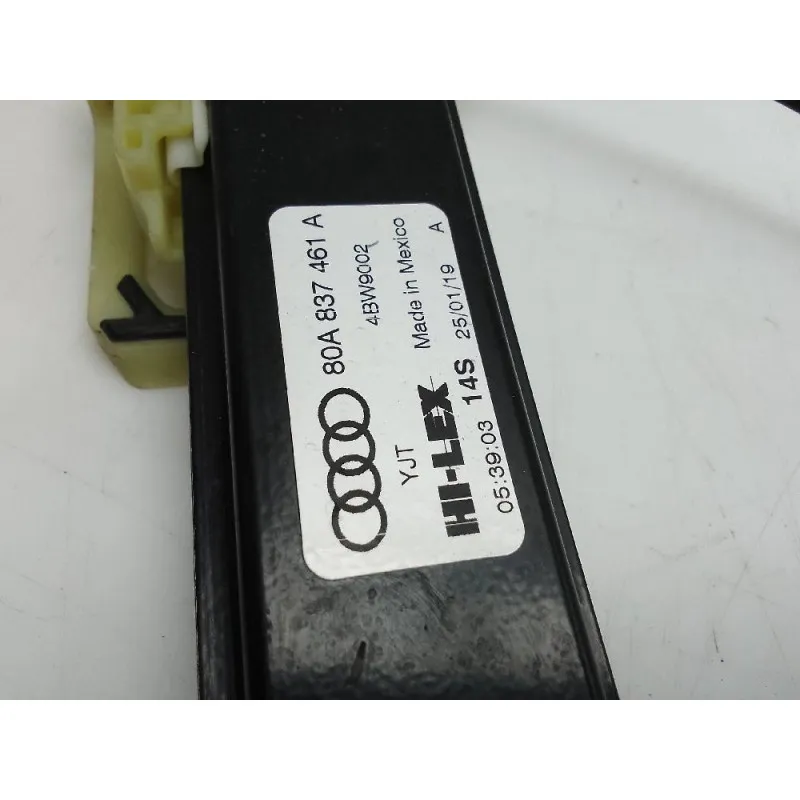 80A 837 461 A
4BW9002
YJT Made in Mexico
HI-LEX 14S 25/01/19 A
05:39:03